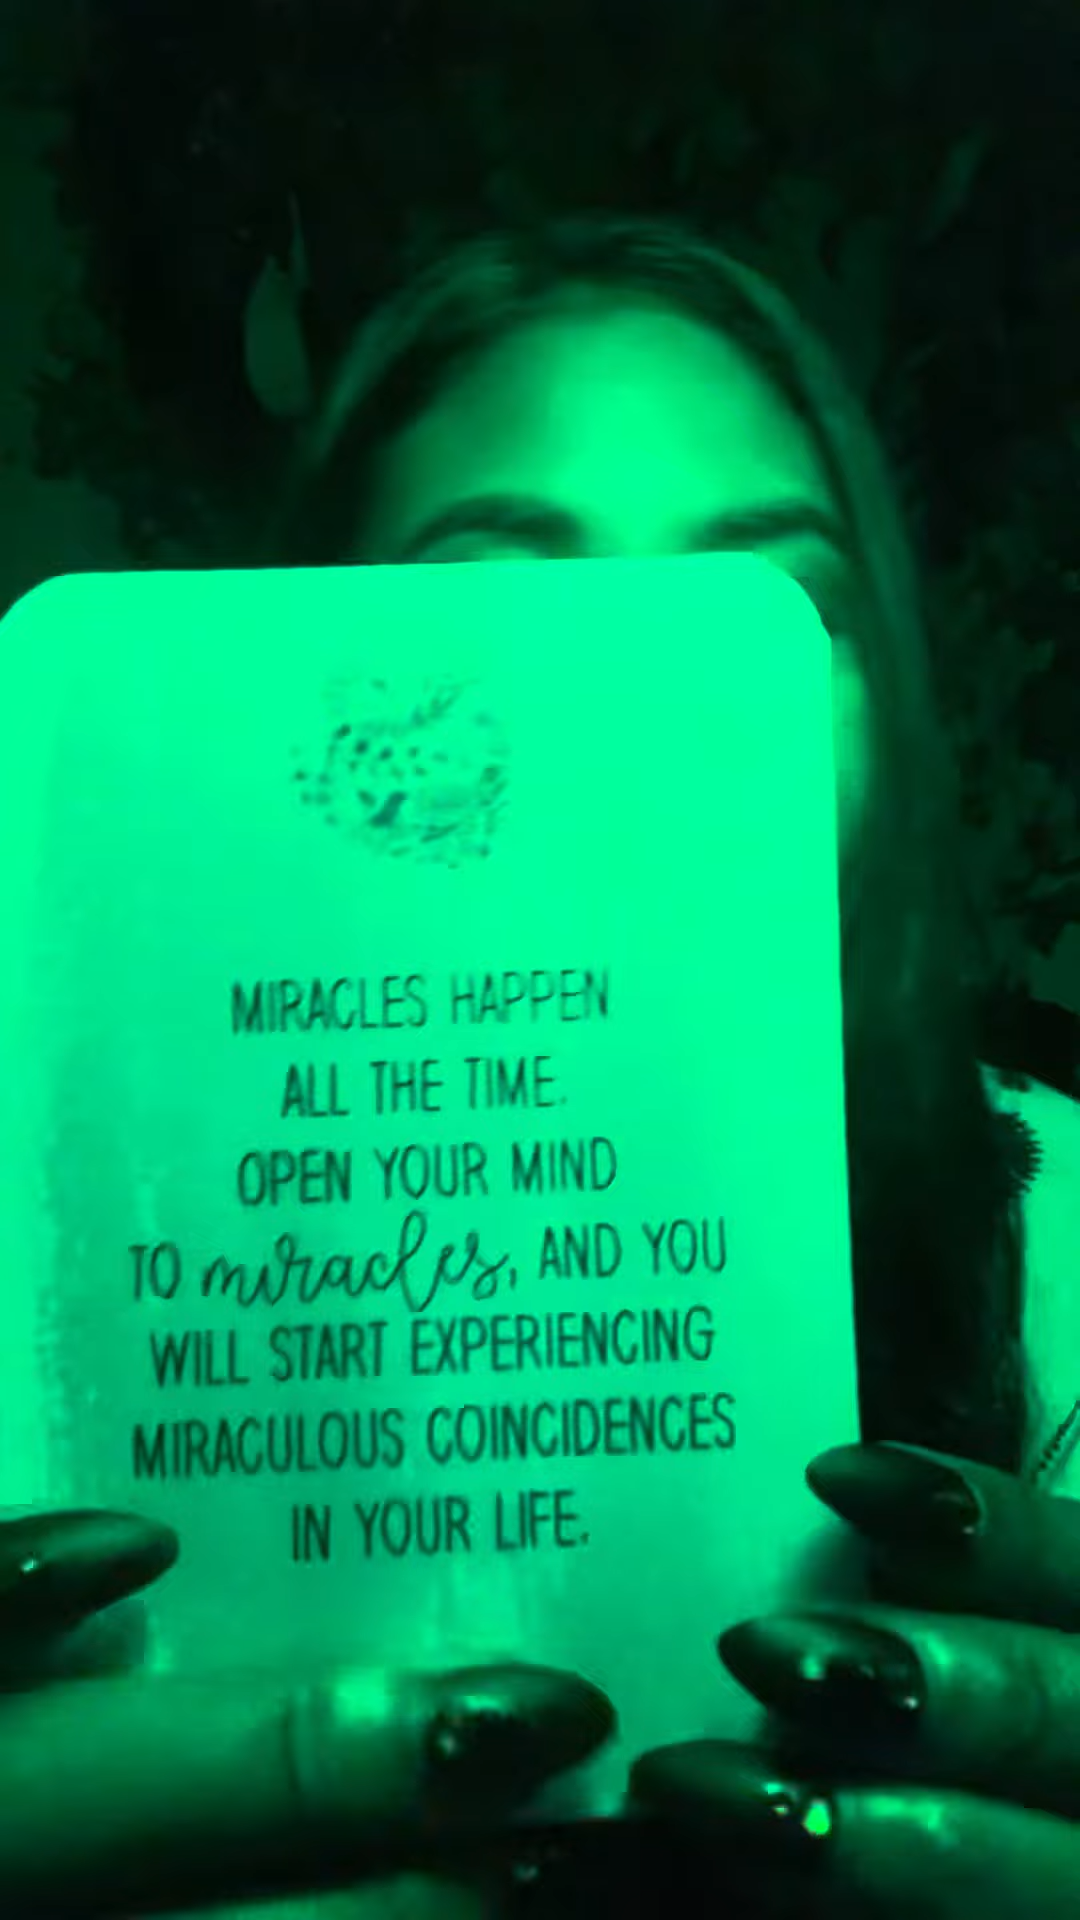 MIRACLES HAPPEN
ALL THE TIME.
OPEN YOUR MIND
TO miracles, AND YOU
WILL START EXPERIENCING
MIRACULOUS COINCIDENCES
IN YOUR LIFE.